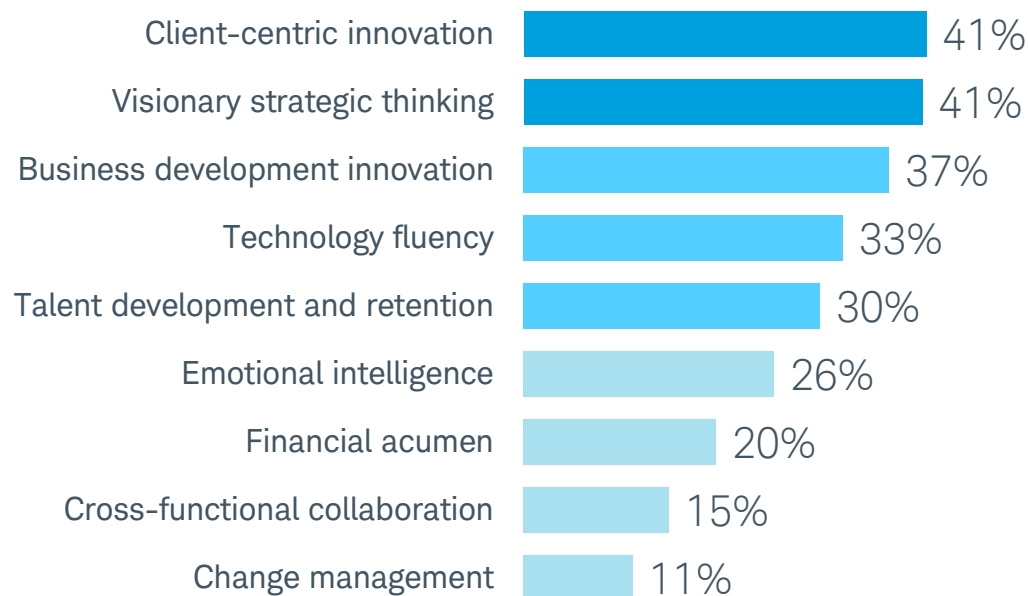 Client-centric innovation 41%
Visionary strategic thinking 41%
Business development innovation 37%
Technology fluency 33%
Talent development and retention 30%
Emotional intelligence 26%
Financial acumen 20%
Cross-functional collaboration 15%
Change management 11%